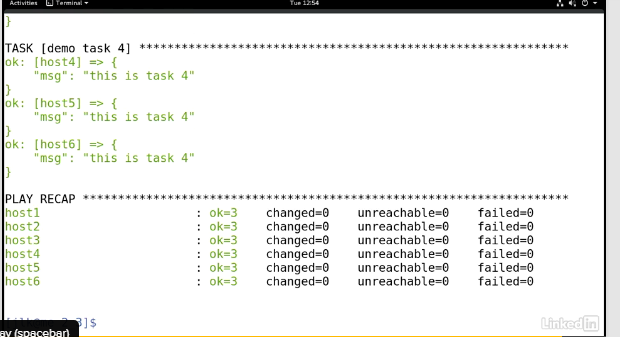 Activities Terminal Tue 12:54
}
TASK [demo task 4] *************************************************************
ok: [host4] => {
    "msg": "this is task 4"
}
ok: [host5] => {
    "msg": "this is task 4"
}
ok: [host6] => {
    "msg": "this is task 4"
}
PLAY RECAP *********************************************************************
host1 : ok=3 changed=0 unreachable=0 failed=0
host2 : ok=3 changed=0 unreachable=0 failed=0
host3 : ok=3 changed=0 unreachable=0 failed=0
host4 : ok=3 changed=0 unreachable=0 failed=0
host5 : ok=3 changed=0 unreachable=0 failed=0
host6 : ok=3 changed=0 unreachable=0 failed=0
3]$
Linked in
ay (spacebar)